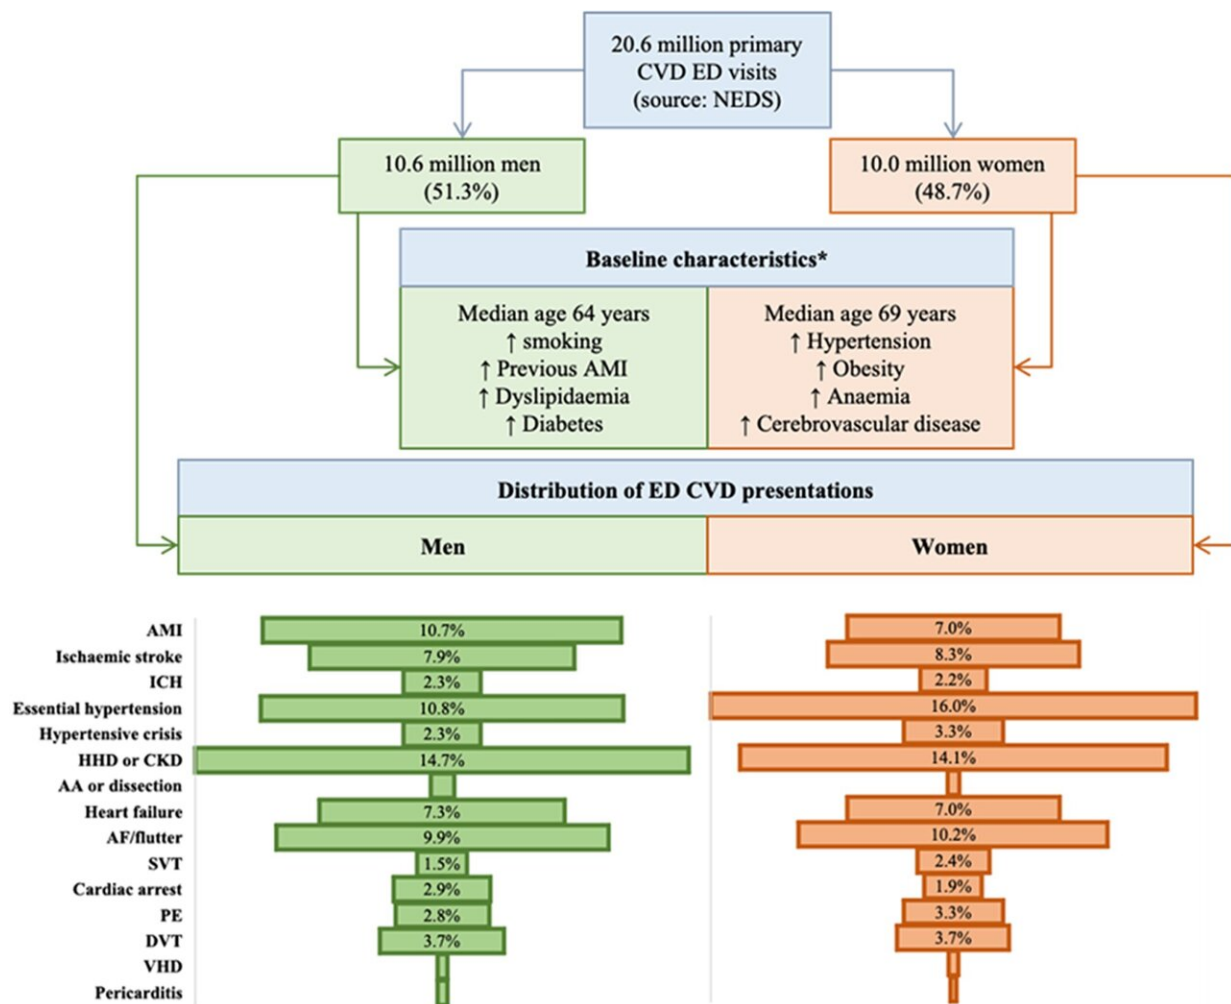 20.6 million primary
CVD ED visits
(source: NEDS)
10.6 million men
(51.3%)
10.0 million women
(48.7%)
Baseline characteristics*
Median age 64 years
↑ smoking
↑ Previous AMI
↑ Dyslipidaemia
↑ Diabetes
Median age 69 years
↑ Hypertension
↑ Obesity
↑ Anaemia
↑ Cerebrovascular disease
Distribution of ED CVD presentations
Men
Women
AMI 10.7% 7.0%
Ischaemic stroke 7.9% 8.3%
ICH 2.3% 2.2%
Essential hypertension 10.8% 16.0%
Hypertensive crisis 2.3% 3.3%
HHD or CKD 14.7% 14.1%
AA or dissection
Heart failure 7.3% 7.0%
AF/flutter 9.9% 10.2%
SVT 1.5% 2.4%
Cardiac arrest 2.9% 1.9%
PE 2.8% 3.3%
DVT 3.7% 3.7%
VHD
Pericarditis